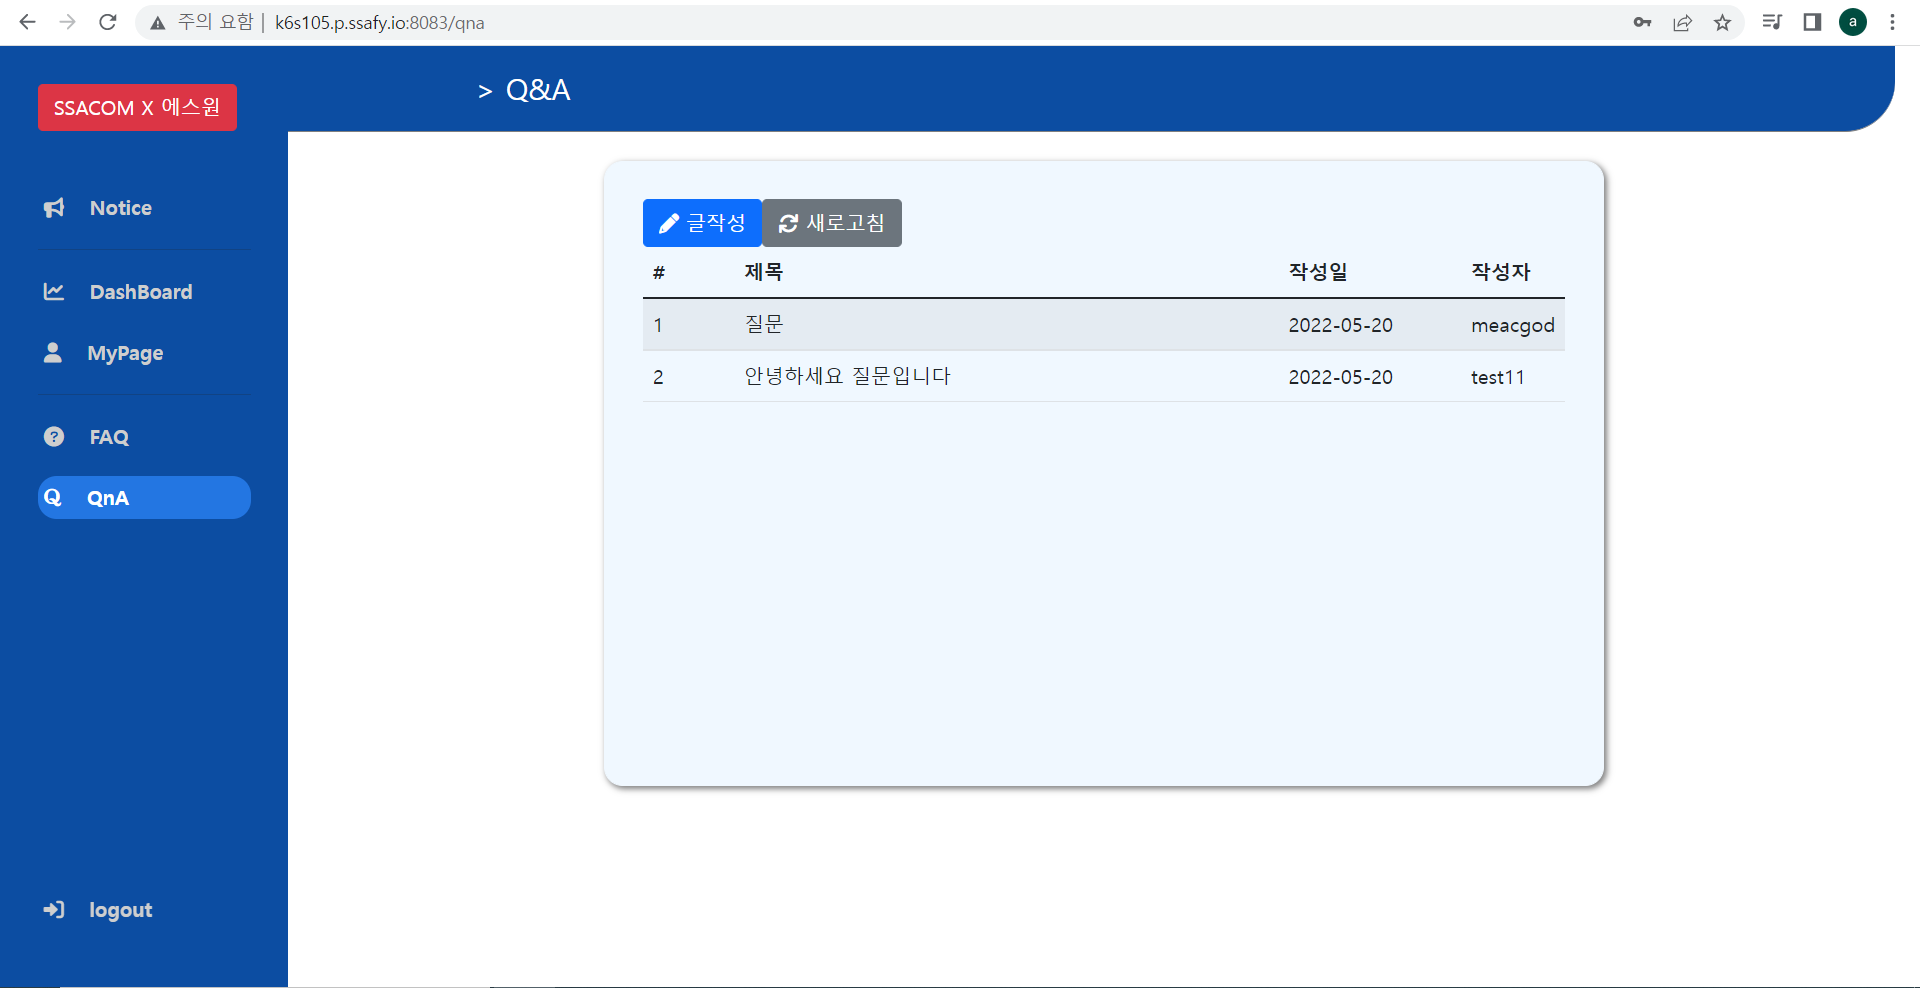 주의 요함 | k6s105.p.ssafy.io:8083/qna
a
SSACOM X 에스원
> Q&A
Notice
DashBoard
MyPage
FAQ
Q QnA
logout
글작성 새로고침
# 제목 작성일 작성자
1 질문 2022-05-20 meacgod
2 안녕하세요 질문입니다 2022-05-20 test11